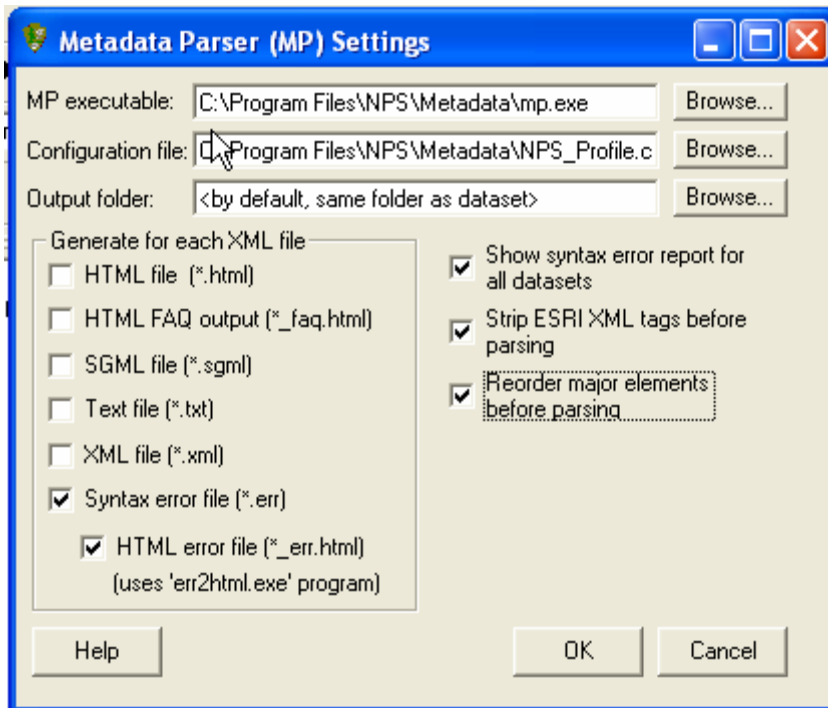 Metadata Parser (MP) Settings
MP executable: C:\Program Files\NPS\Metadata\mp.exe Browse...
Configuration file: Program Files\NPS\Metadata\NPS_Profile.c Browse...
Output folder: <by default, same folder as dataset> Browse...
Generate for each XML file
HTML file (*.html)
HTML FAQ output (*_faq.html)
SGML file (*.sgml)
Text file (*.txt)
XML file (*.xml)
Syntax error file (*.err)
HTML error file (*_err.html)
(uses 'err2html.exe' program)
Show syntax error report for
all datasets
Strip ESRI XML tags before
parsing
Reorder major elements
before parsing
Help OK Cancel